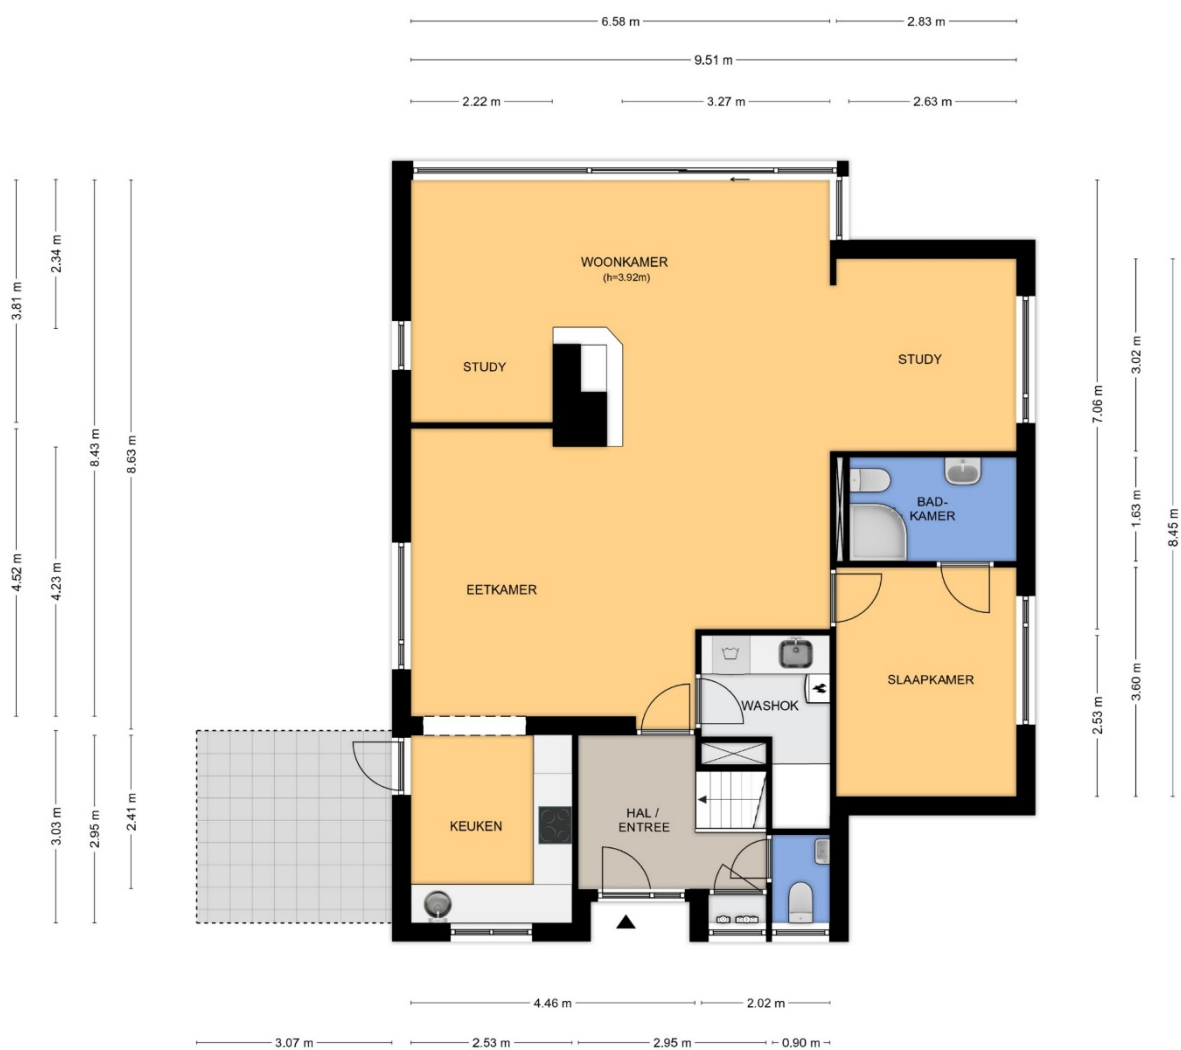 6.58 m
2.83 m
9.51 m
2.22 m
3.27 m
2.63 m
3.81 m
2.34 m
8.43 m
8.63 m
4.52 m
4.23 m
3.03 m
2.95 m
2.41 m
WOONKAMER
(h=3.92m)
STUDY
STUDY
BAD-
KAMER
EETKAMER
SLAAPKAMER
WASHOK
KEUKEN
HAL /
ENTREE
7.06 m
3.02 m
1.63 m
8.45 m
3.60 m
2.53 m
4.46 m
2.02 m
3.07 m
2.53 m
2.95 m
0.90 m